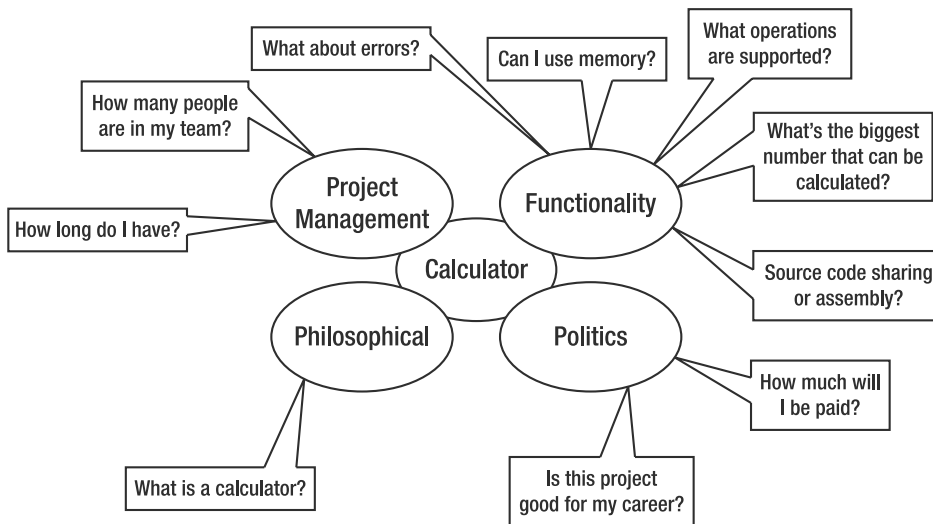 What about errors?
Can I use memory?
What operations
are supported?
How many people
are in my team?
What's the biggest
number that can be
calculated?
Project
Management
Functionality
How long do I have?
Calculator
Source code sharing
or assembly?
Philosophical
Politics
How much will
I be paid?
What is a calculator?
Is this project
good for my career?